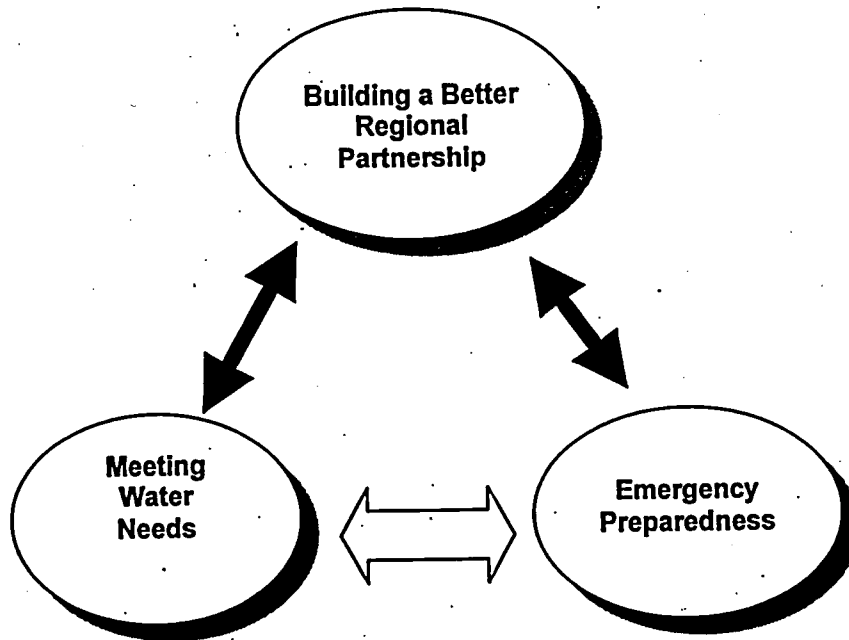 Building a Better
Regional
Partnership
Meeting
Water
Needs
Emergency
Preparedness